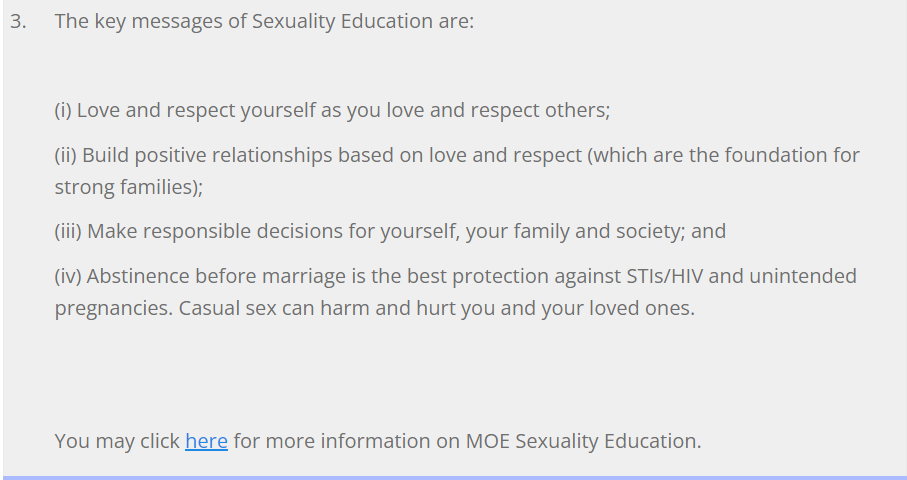 3. The key messages of Sexuality Education are:
(i) Love and respect yourself as you love and respect others;
(ii) Build positive relationships based on love and respect (which are the foundation for
strong families);
(iii) Make responsible decisions for yourself, your family and society; and
(iv) Abstinence before marriage is the best protection against STIs/HIV and unintended
pregnancies. Casual sex can harm and hurt you and your loved ones.
You may click here for more information on MOE Sexuality Education.